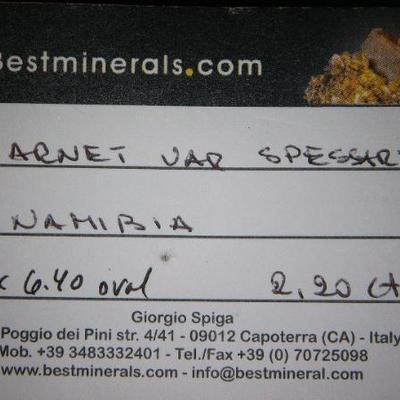 Bestminerals.com
ARNET VAR SPESSART
NAMIBIA
x 6.40 oval 2,20 ct
Giorgio Spiga
Poggio dei Pini str. 4/41 - 09012 Capoterra (CA) - Italy
Mob. +39 3483332401 - Tel./Fax +39 (0) 70725098
www.bestminerals.com - info@bestmineral.com